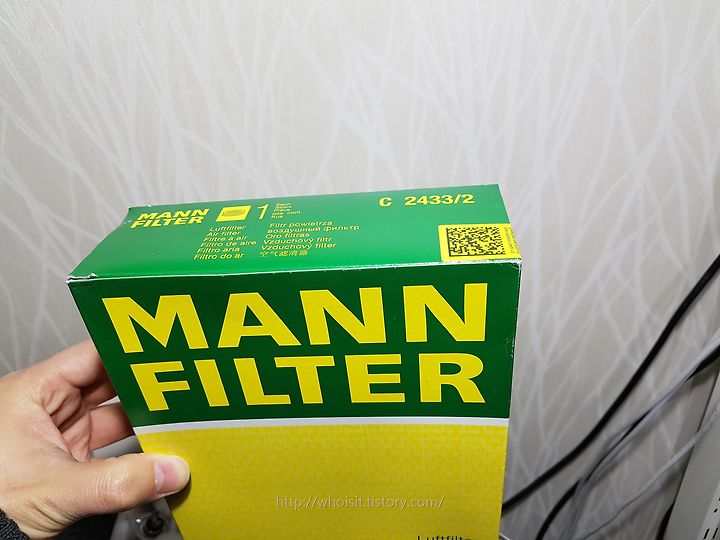 MANN
FILTER
1
C 2433/2
Luftfilter
Air filter
Filtre à air
Filtro de aire
Filtro aria
Filtro do ar
Filtr powietrza
воздушный фильтр
Oro filtras
Vzduchový filtr
Vzduchový filter
空气滤清器
MANN
FILTER
http://whoisit.tistory.com/